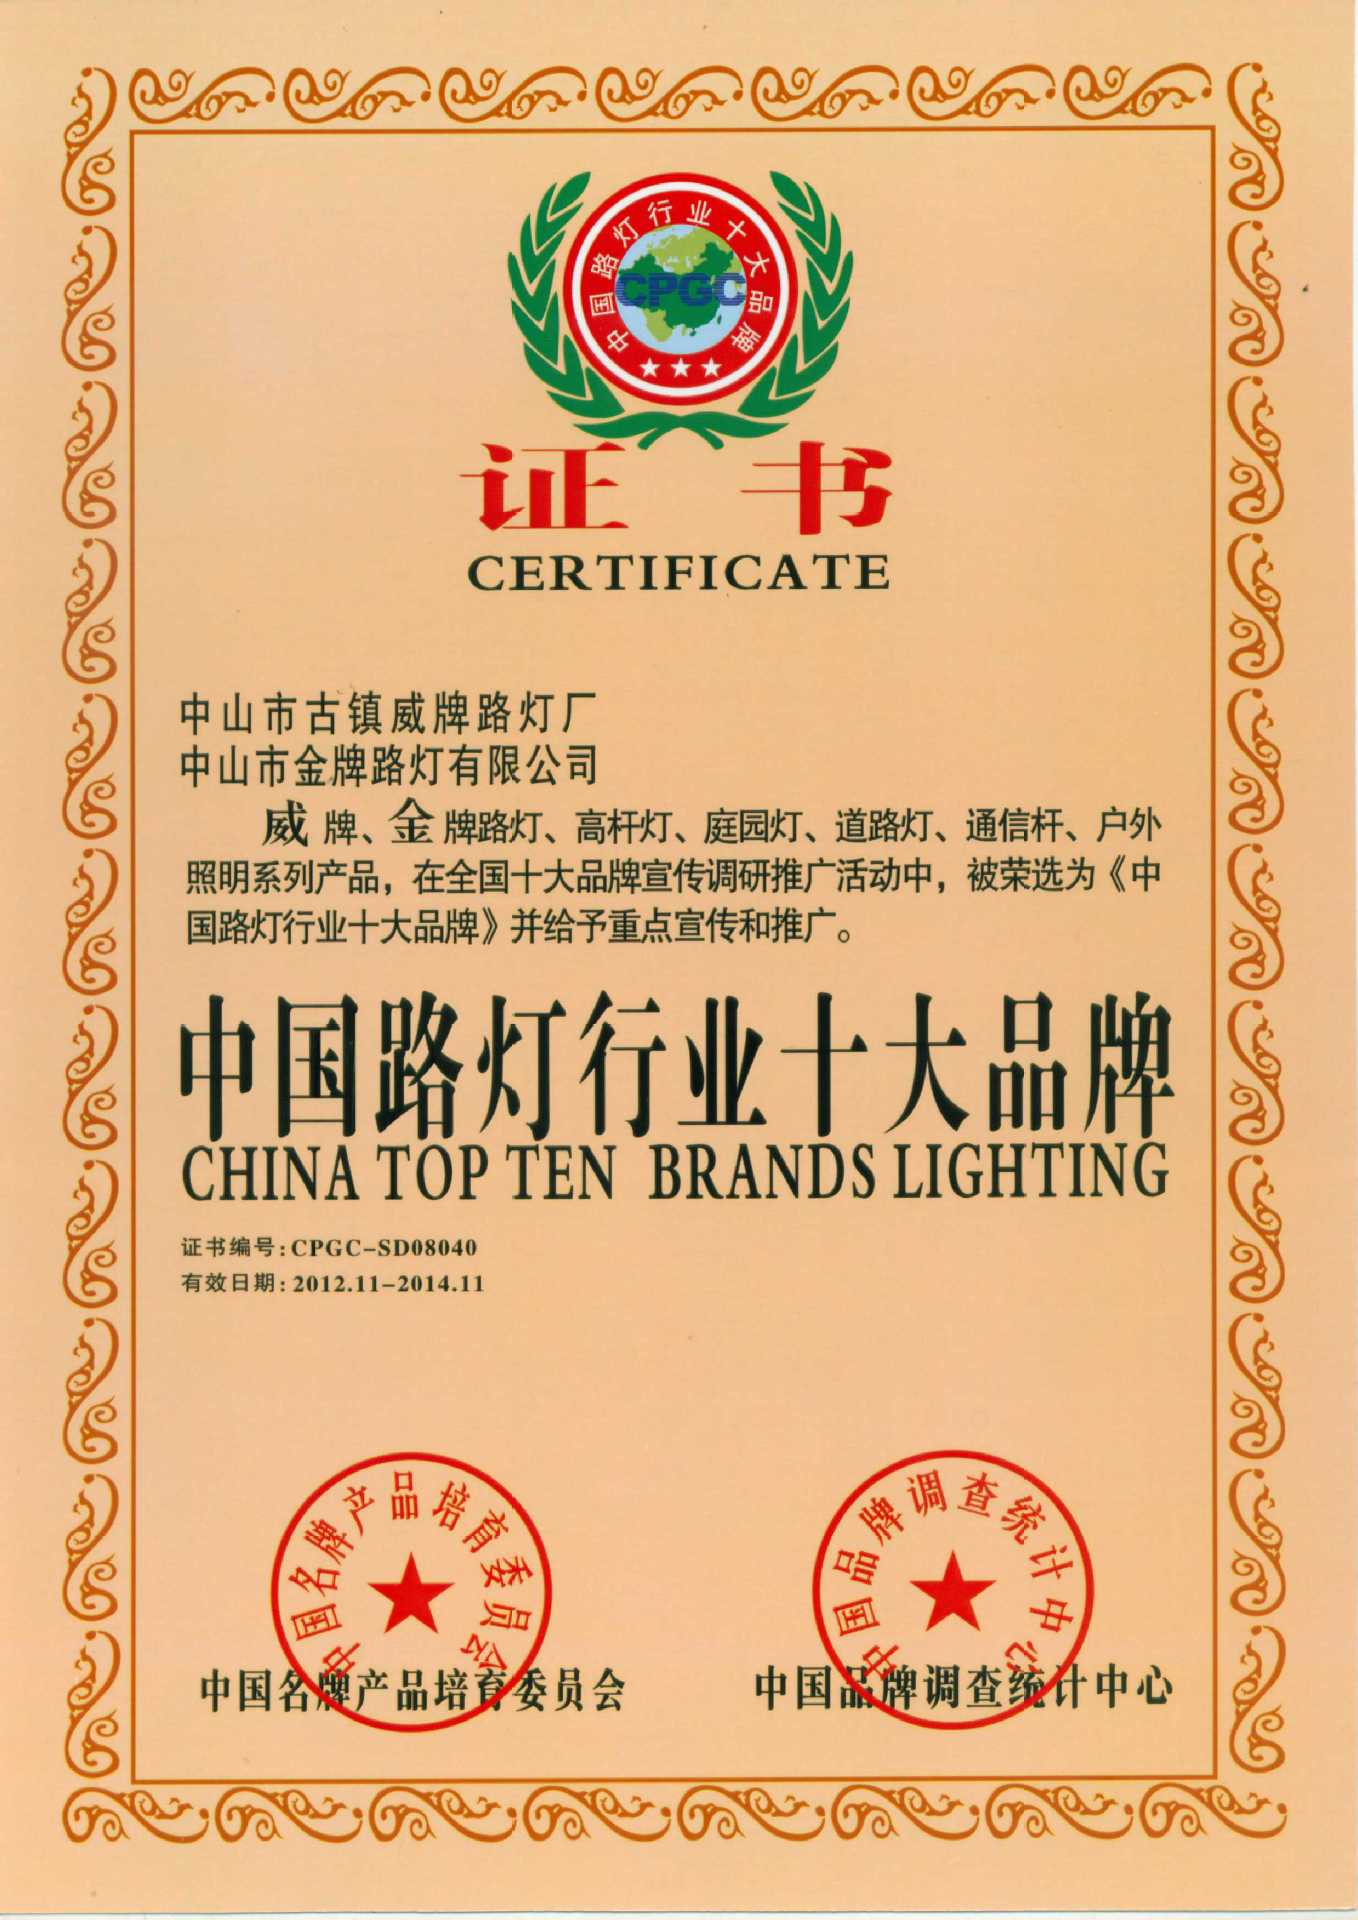 中国路灯行业十大品牌
CPGC
证书
CERTIFICATE
中山市古镇威牌路灯厂
中山市金牌路灯有限公司
威牌、金牌路灯、高杆灯、庭园灯、道路灯、通信杆、户外
照明系列产品，在全国十大品牌宣传调研推广活动中，被荣选为《中
国路灯行业十大品牌》并给予重点宣传和推广。
中国路灯行业十大品牌
CHINA TOP TEN BRANDS LIGHTING
证书编号：CPGC-SD08040
有效日期：2012.11-2014.11
中国名牌产品培育委员会
中国品牌调查统计中心
中国名牌产品培育委员会
中国品牌调查统计中心